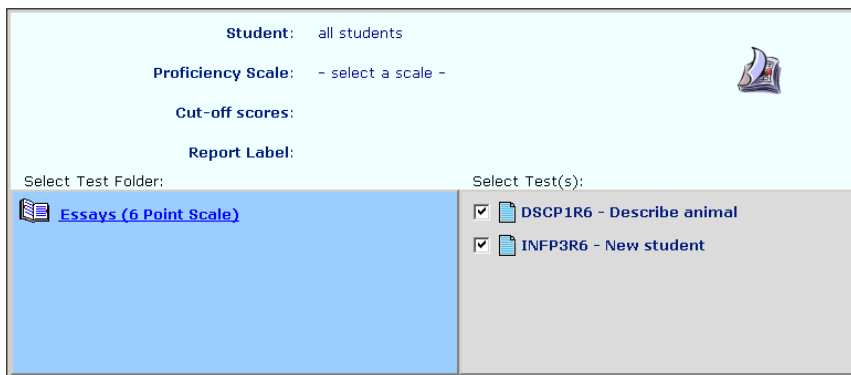 Student: all students
Proficiency Scale: - select a scale -
Cut-off scores:
Report Label:
Select Test Folder:
Select Test(s):
Essays (6 Point Scale)
DSCP1R6 - Describe animal
INFP3R6 - New student